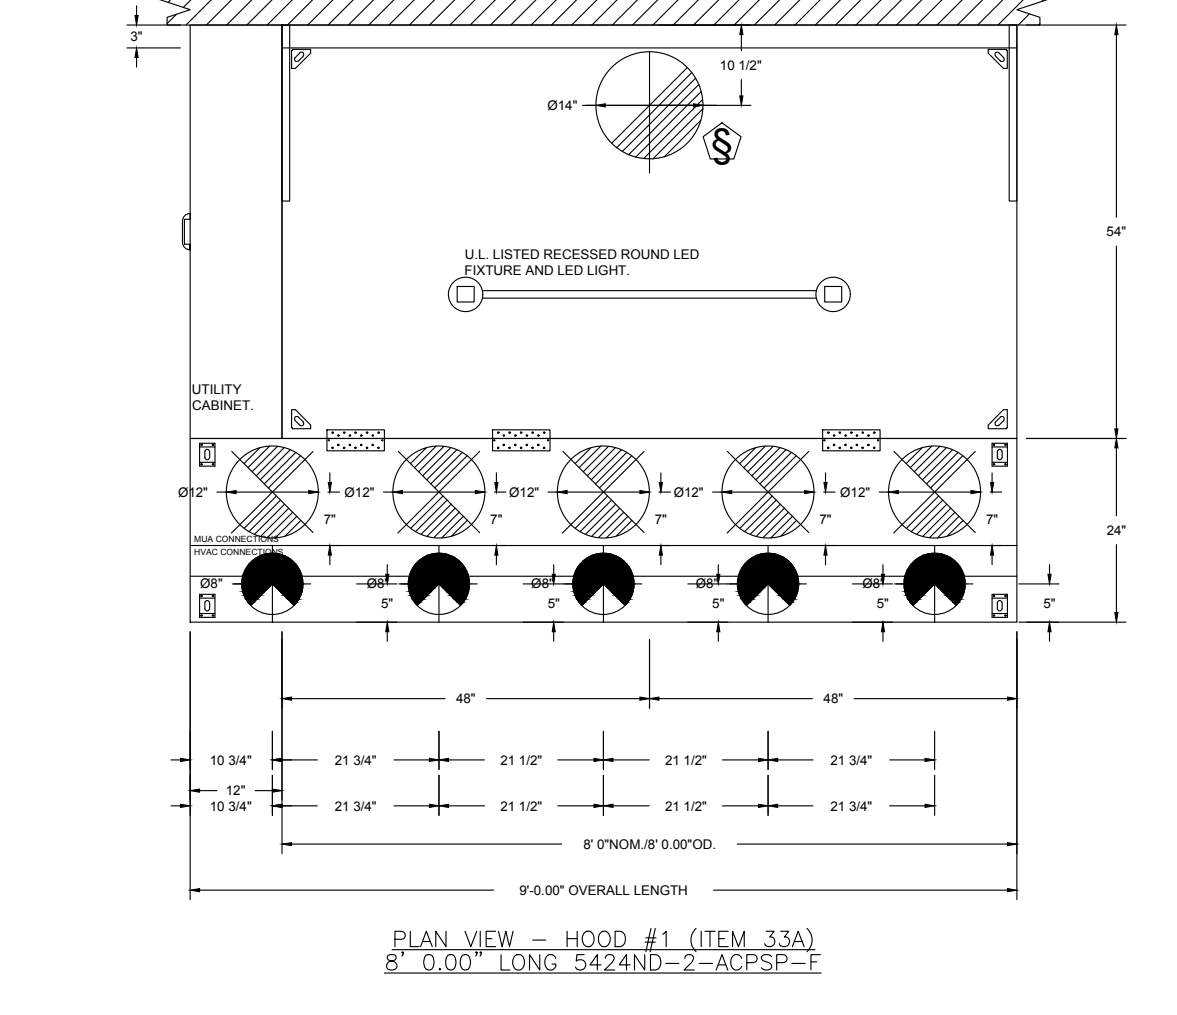 3"
10 1/2"
Ø14"
§
54"
U.L. LISTED RECESSED ROUND LED
FIXTURE AND LED LIGHT.
UTILITY
CABINET.
Ø12" Ø12" Ø12" Ø12" Ø12"
7" 7" 7" 7" 7"
24"
MUA CONNECTIONS
HVAC CONNECTIONS
Ø8" Ø8" Ø8" Ø8" Ø8"
5" 5" 5" 5" 5"
48" 48"
10 3/4" 21 3/4" 21 1/2" 21 1/2" 21 3/4"
12"
10 3/4" 21 3/4" 21 1/2" 21 1/2" 21 3/4"
8' 0"NOM./8' 0.00"OD.
9'-0.00" OVERALL LENGTH
PLAN VIEW – HOOD #1 (ITEM 33A)
8' 0.00" LONG 5424ND-2-ACPSP-F